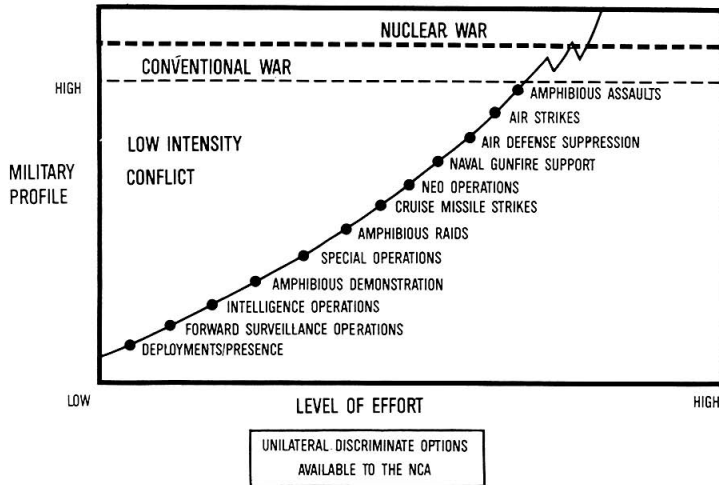 NUCLEAR WAR
CONVENTIONAL WAR
HIGH
AMPHIBIOUS ASSAULTS
AIR STRIKES
LOW INTENSITY
CONFLICT
AIR DEFENSE SUPPRESSION
MILITARY
PROFILE
NAVAL GUNFIRE SUPPORT
NEO OPERATIONS
CRUISE MISSILE STRIKES
AMPHIBIOUS RAIDS
SPECIAL OPERATIONS
AMPHIBIOUS DEMONSTRATION
INTELLIGENCE OPERATIONS
FORWARD SURVEILLANCE OPERATIONS
DEPLOYMENTS/PRESENCE
LOW
LEVEL OF EFFORT
HIGH
UNILATERAL DISCRIMINATE OPTIONS
AVAILABLE TO THE NCA